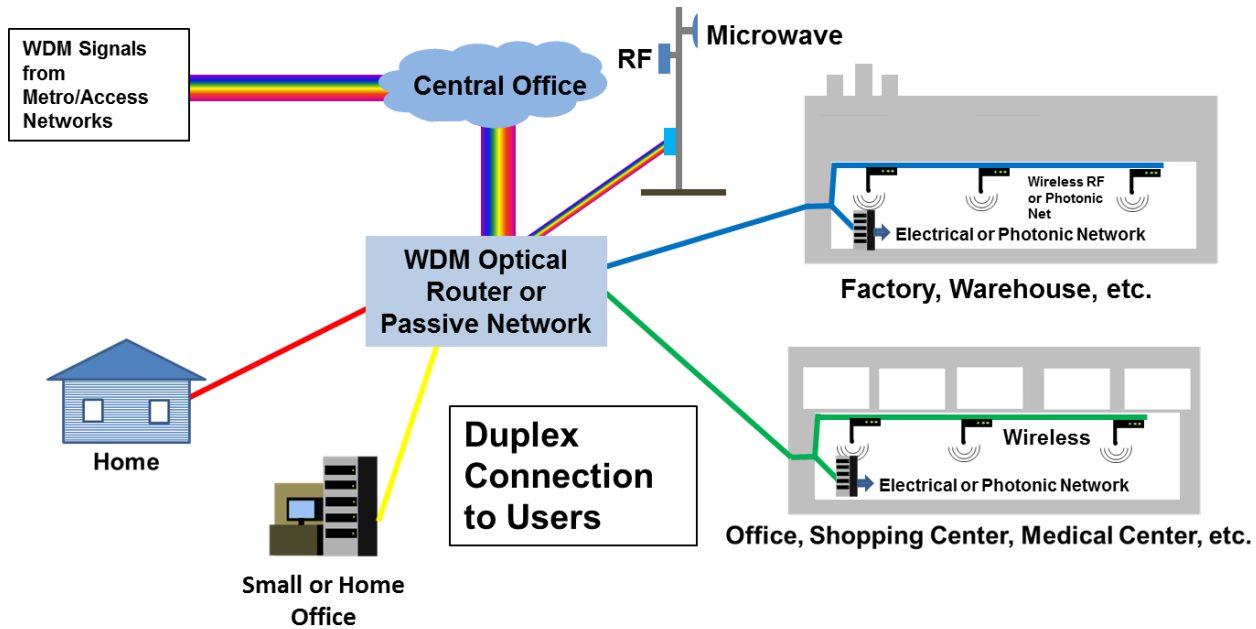 WDM Signals
from
Metro/Access
Networks
Central Office
RF
Microwave
Wireless RF
or Photonic
Net
Electrical or Photonic Network
Factory, Warehouse, etc.
WDM Optical
Router or
Passive Network
Home
Duplex
Connection
to Users
Wireless
Electrical or Photonic Network
Office, Shopping Center, Medical Center, etc.
Small or Home
Office